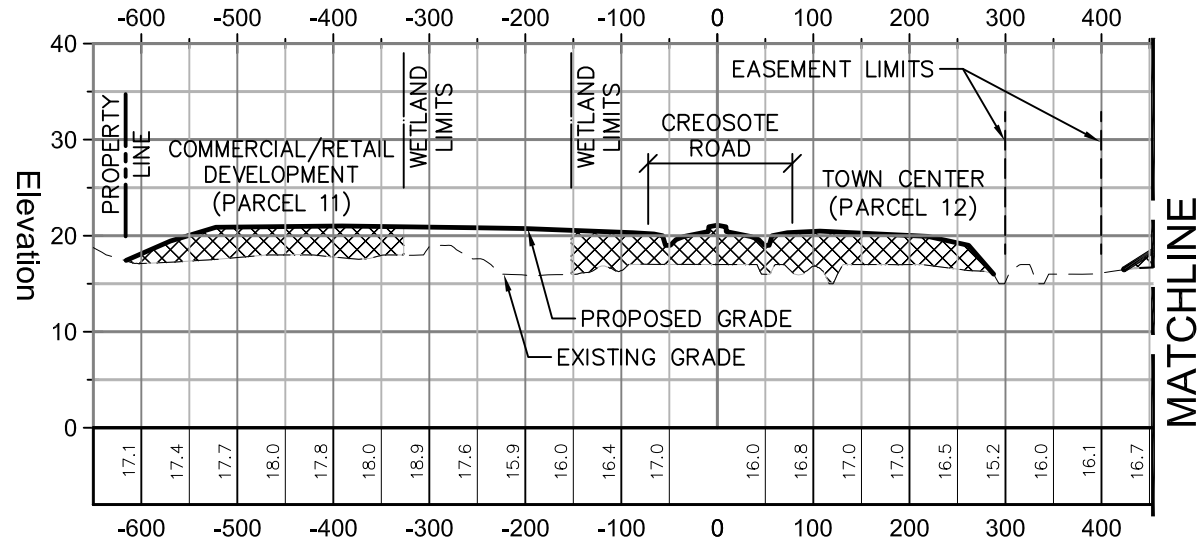 -600 -500 -400 -300 -200 -100 0 100 200 300 400
40
30
20
10
0
Elevation
PROPERTY
LINE
COMMERCIAL/RETAIL
DEVELOPMENT
(PARCEL 11)
WETLAND
LIMITS
WETLAND
LIMITS
CREOSOTE
ROAD
EASEMENT LIMITS
TOWN CENTER
(PARCEL 12)
PROPOSED GRADE
EXISTING GRADE
MATCHLINE
17.1 17.4 17.7 18.0 17.8 18.0 18.9 17.6 15.9 16.0 16.4 17.0 16.0 16.8 17.0 17.0 16.5 15.2 16.0 16.1 16.7
-600 -500 -400 -300 -200 -100 0 100 200 300 400